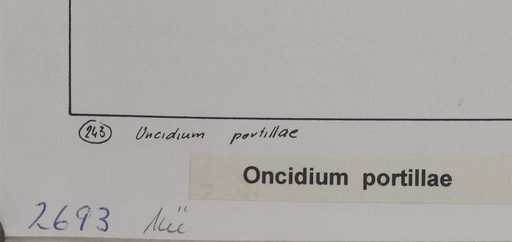 243 Oncidium portillae
Oncidium portillae
2693